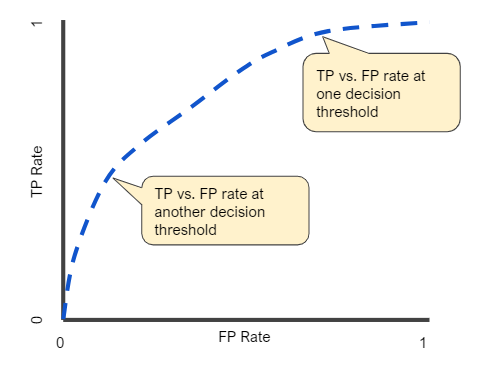 1
TP vs. FP rate at
one decision
threshold
TP Rate
TP vs. FP rate at
another decision
threshold
0
0
FP Rate
1